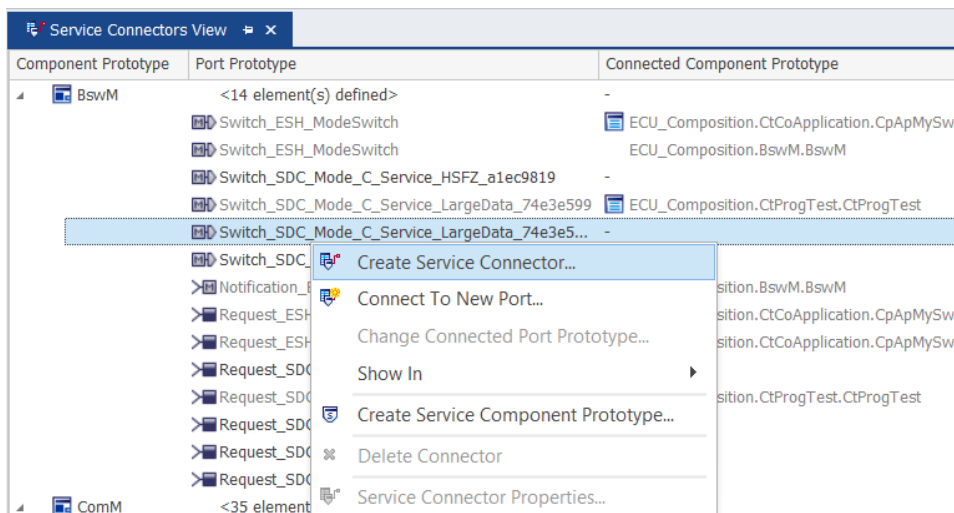 Service Connectors View
Component Prototype Port Prototype Connected Component Prototype
BswM <14 element(s) defined> -
Switch_ESH_ModeSwitch ECU_Composition.CtCoApplication.CpApMySw
Switch_ESH_ModeSwitch ECU_Composition.BswM.BswM
Switch_SDC_Mode_C_Service_HSFZ_a1ec9819 -
Switch_SDC_Mode_C_Service_LargeData_74e3e599 ECU_Composition.CtProgTest.CtProgTest
Switch_SDC_Mode_C_Service_LargeData_74e3e5... -
Switch_SDC_
Create Service Connector...
Notification_ sition.BswM.BswM
Connect To New Port...
Request_ESH sition.CtCoApplication.CpApMySw
Request_ESH sition.CtCoApplication.CpApMySw
Change Connected Port Prototype...
Request_SDC
Show In
Request_SDC sition.CtProgTest.CtProgTest
Request_SDC
Create Service Component Prototype...
Request_SDC
Delete Connector
Request_SDC
Service Connector Properties...
ComM <35 element